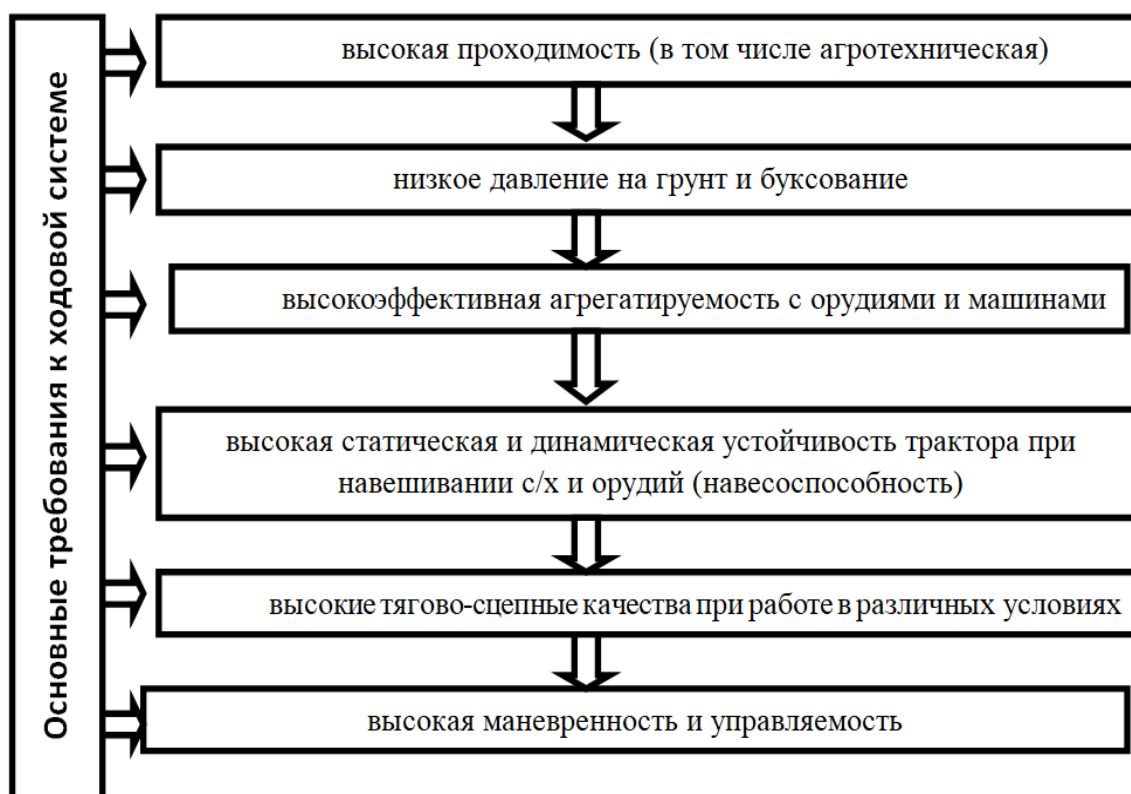 Основные требования к ходовой системе
высокая проходимость (в том числе агротехническая)
низкое давление на грунт и буксование
высокоэффективная агрегатируемость с орудиями и машинами
высокая статическая и динамическая устойчивость трактора при
навешивании с/х и орудий (навесоспособность)
высокие тягово-сцепные качества при работе в различных условиях
высокая маневренность и управляемость